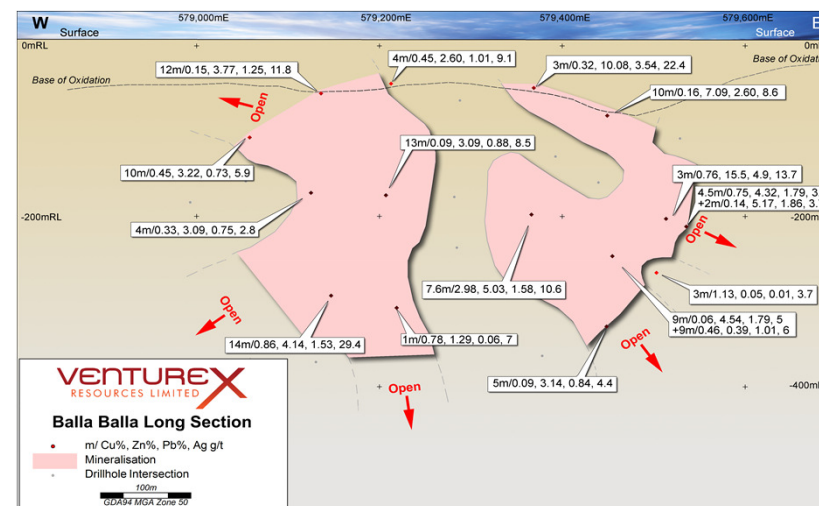 W
579,000mE
579,200mE
579,400mE
579,600mE
E
Surface
Surface
0mRL
0mRL
Base of Oxidation
Base of Oxidation
12m/0.15, 3.77, 1.25, 11.8
4m/0.45, 2.60, 1.01, 9.1
3m/0.32, 10.08, 3.54, 22.4
10m/0.16, 7.09, 2.60, 8.6
Open
13m/0.09, 3.09, 0.88, 8.5
10m/0.45, 3.22, 0.73, 5.9
3m/0.76, 15.5, 4.9, 13.7
4.5m/0.75, 4.32, 1.79, 3.
+2m/0.14, 5.17, 1.86, 3.
-200mRL
-200mRL
4m/0.33, 3.09, 0.75, 2.8
Open
7.6m/2.98, 5.03, 1.58, 10.6
3m/1.13, 0.05, 0.01, 3.7
Open
9m/0.06, 4.54, 1.79, 5
+9m/0.46, 0.39, 1.01, 6
14m/0.86, 4.14, 1.53, 29.4
1m/0.78, 1.29, 0.06, 7
Open
5m/0.09, 3.14, 0.84, 4.4
Open
-400mRL
VENTUREX
RESOURCES LIMITED
Balla Balla Long Section
m/ Cu%, Zn%, Pb%, Ag g/t
Mineralisation
Drillhole Intersection
100m
GDA94 MGA Zone 50